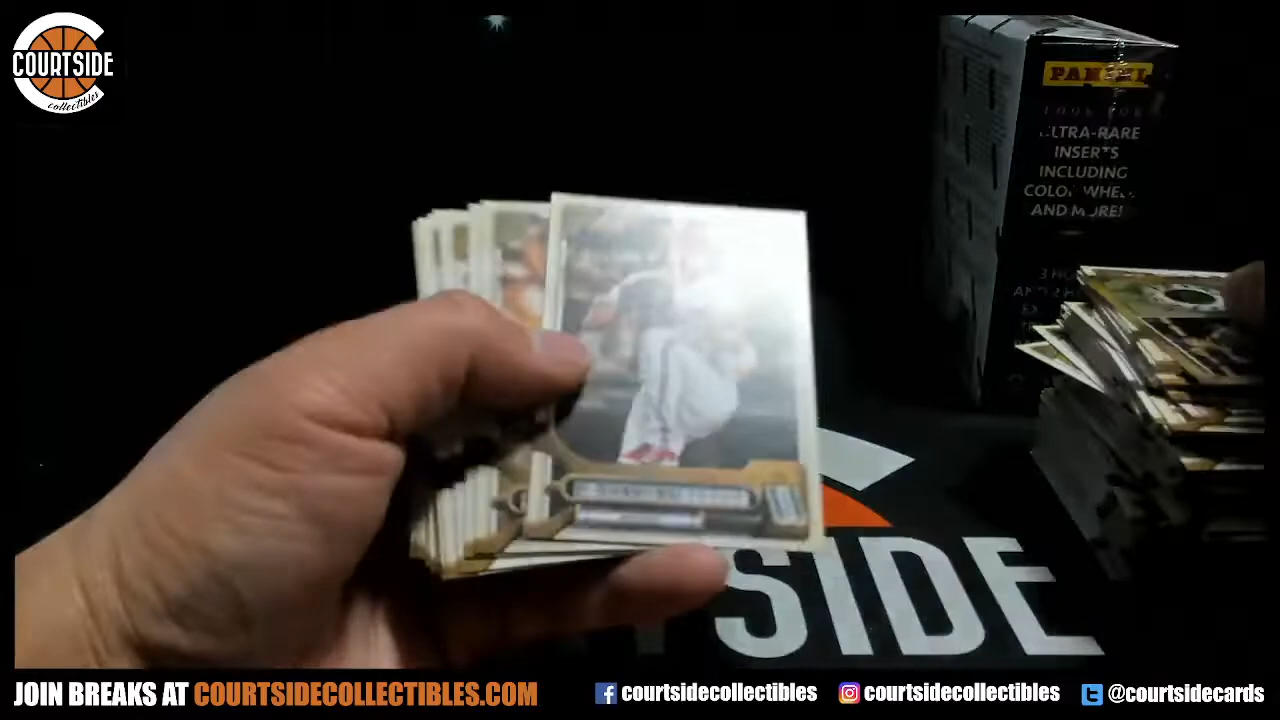 COURTSIDE
collectibles
PANINI
LOOK FOR
ULTRA-RARE
INSERTS
INCLUDING
COLOR WHEEL
AND MORE!
SIDE
JOIN BREAKS AT COURTSIDECOLLECTIBLES.COM
courtsidecollectibles
courtsidecollectibles
@courtsidecards